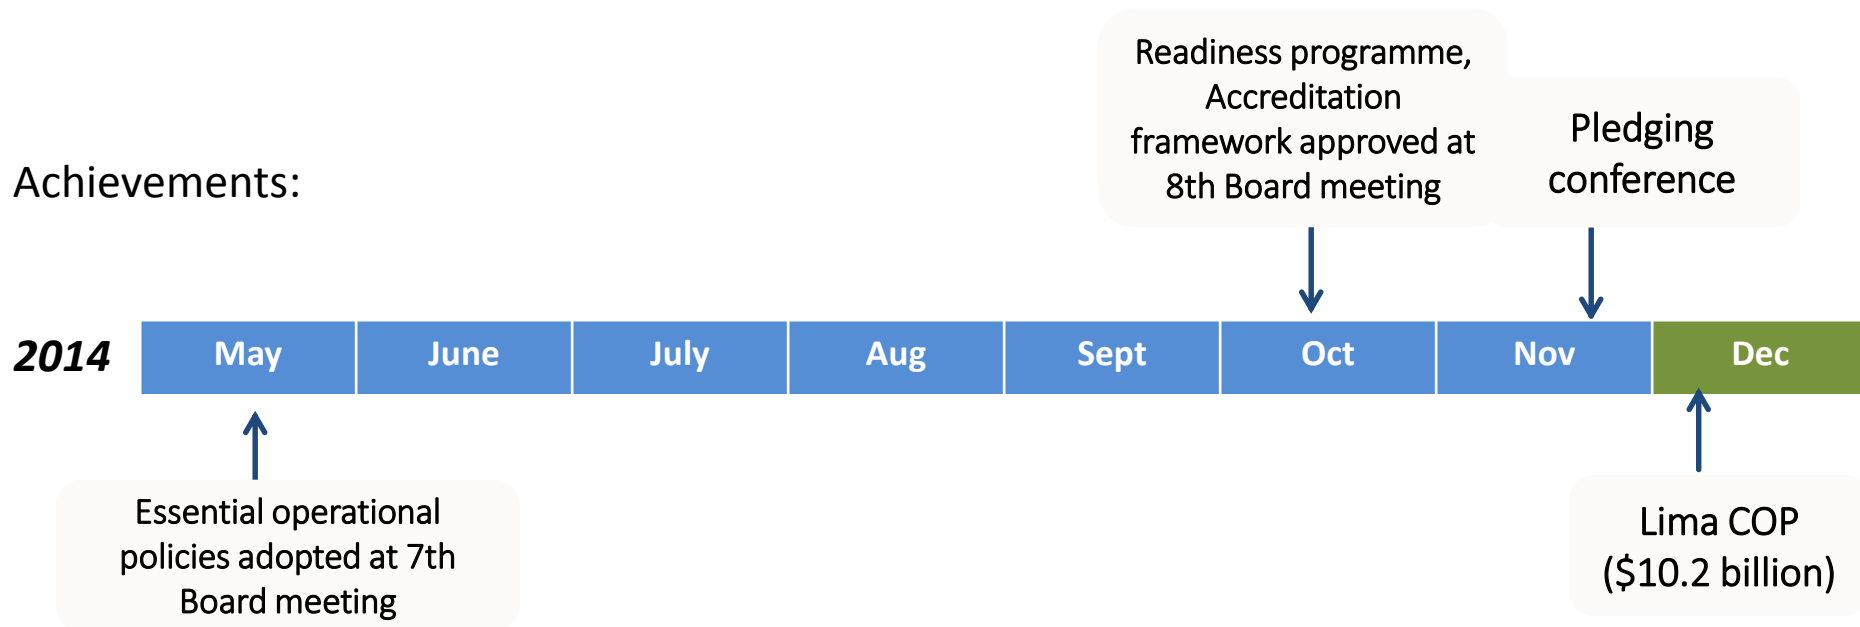 Readiness programme,
Accreditation
framework approved at
8th Board meeting
Pledging
conference
Achievements:
2014
May
June
July
Aug
Sept
Oct
Nov
Dec
Essential operational
policies adopted at 7th
Board meeting
Lima COP
($10.2 billion)